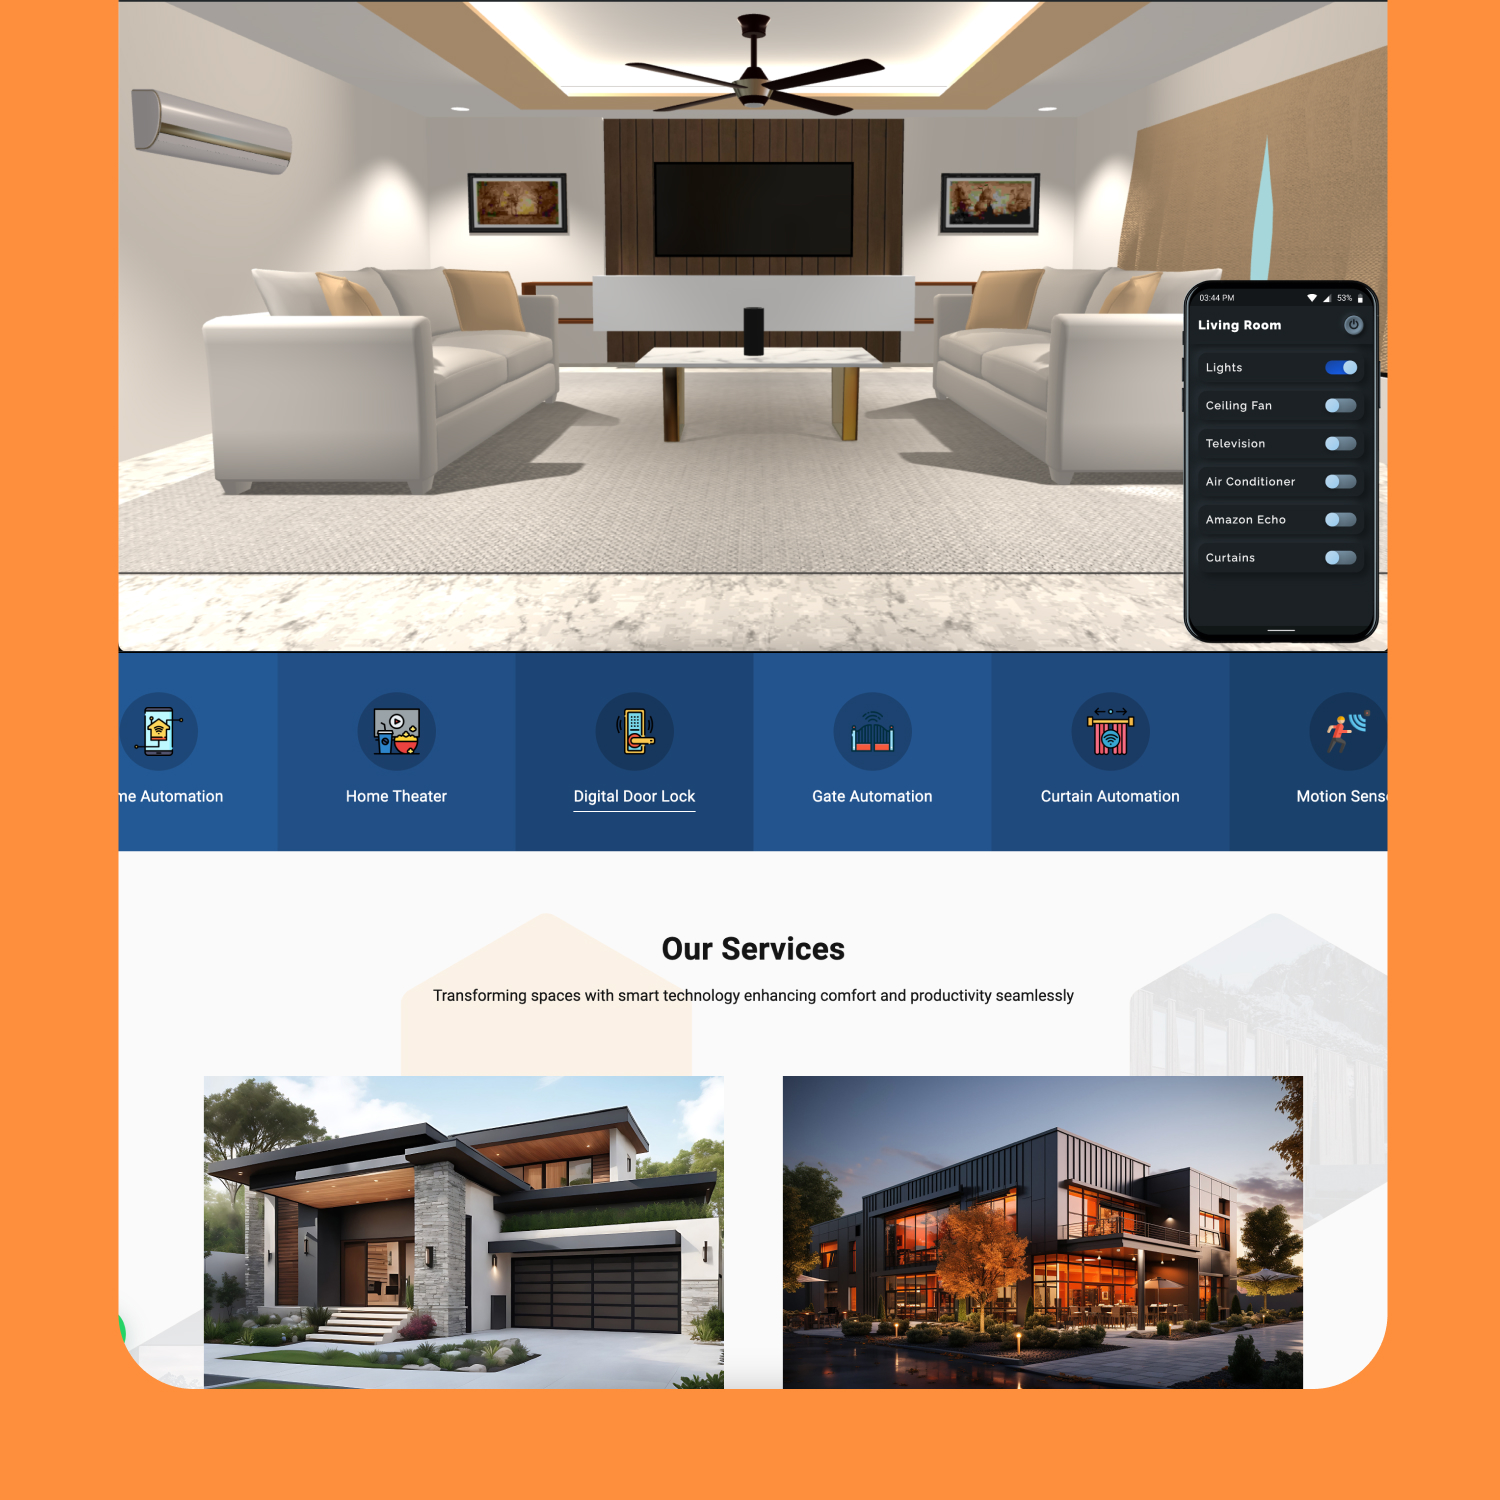 03:44 PM 53%
Living Room
Lights
Ceiling Fan
Television
Air Conditioner
Amazon Echo
Curtains
me Automation
Home Theater
Digital Door Lock
Gate Automation
Curtain Automation
Motion Sens
Our Services
Transforming spaces with smart technology enhancing comfort and productivity seamlessly